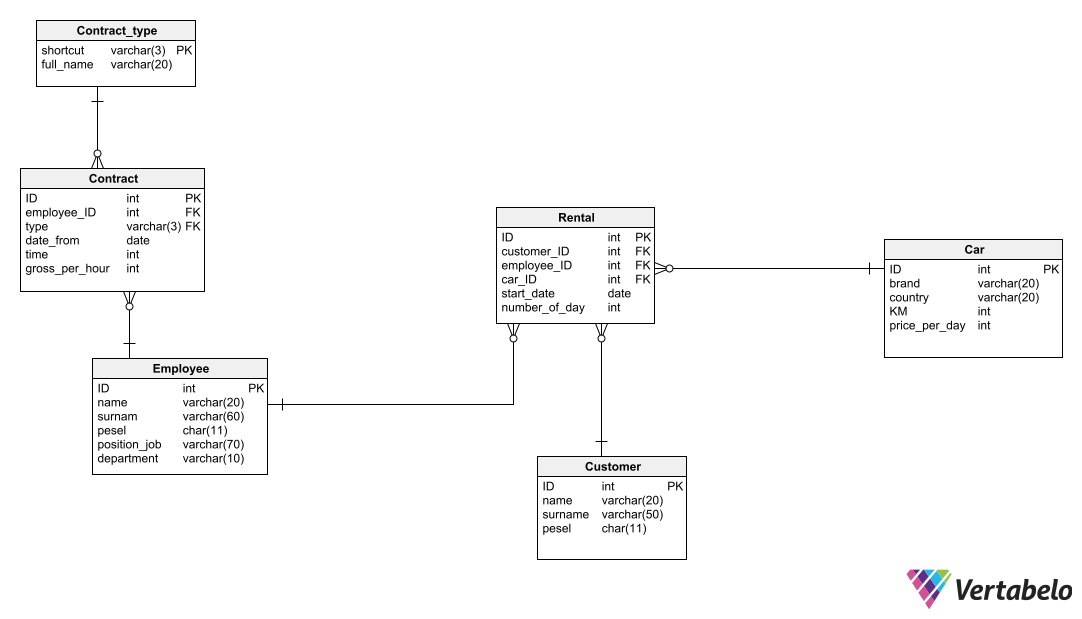 Contract_type
shortcut varchar(3) PK
full_name varchar(20)
Contract
ID int PK
employee_ID int FK
type varchar(3) FK
date_from date
time int
gross_per_hour int
Rental
ID int PK
customer_ID int FK
employee_ID int FK
car_ID int FK
start_date date
number_of_day int
Car
ID int PK
brand varchar(20)
country varchar(20)
KM int
price_per_day int
Employee
ID int PK
name varchar(20)
surnam varchar(60)
pesel char(11)
position_job varchar(70)
department varchar(10)
Customer
ID int PK
name varchar(20)
surname varchar(50)
pesel char(11)
Vertabelo